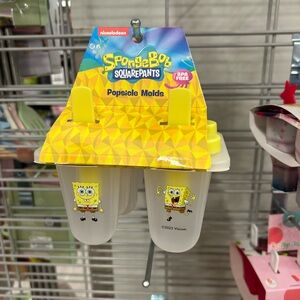 nickelodeon
SpongeBob
SQUAREPANTS
BPA
FREE
Popsicle Molds
©2023 Viacom